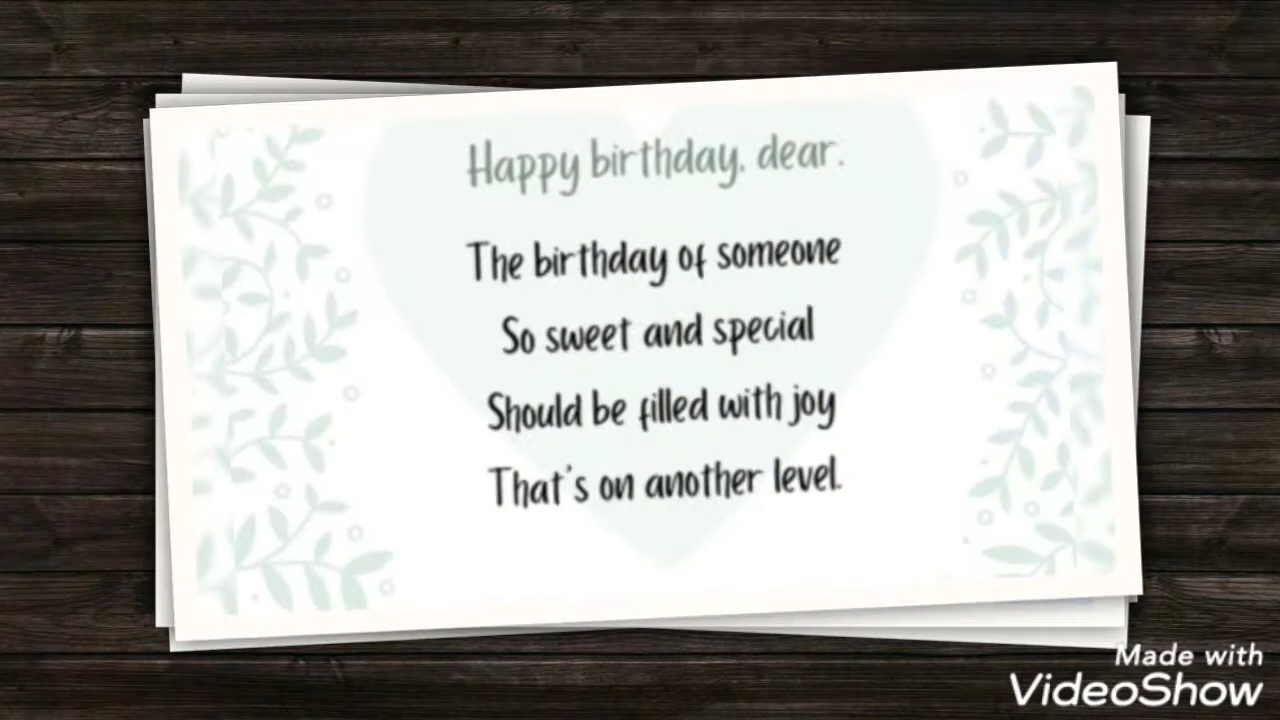 Happy birthday. dear.
The birthday of someone
So sweet and special
Should be filled with joy
That's on another level.
Made with
VideoShow